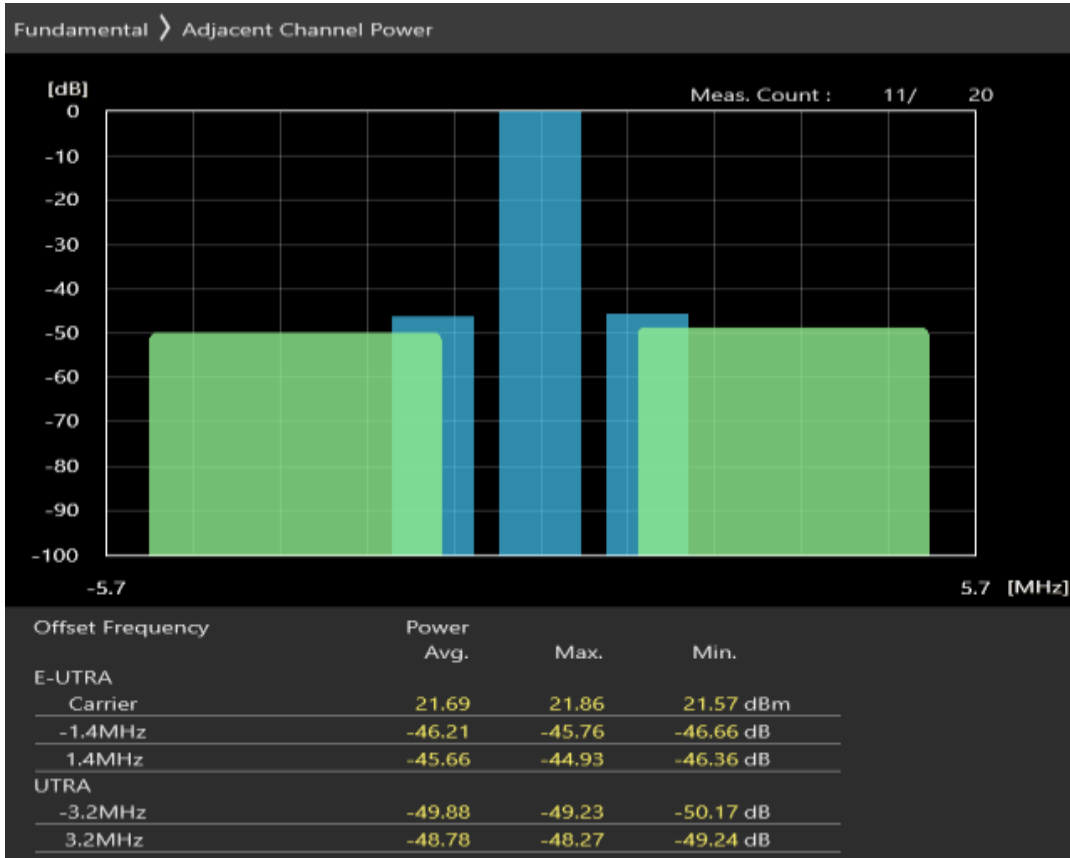 Fundamental 〉 Adjacent Channel Power
[dB]
Meas. Count : 11/ 20
0
-10
-20
-30
-40
-50
-60
-70
-80
-90
-100
-5.7 5.7 [MHz]
Offset Frequency Power
Avg. Max. Min.
E-UTRA
Carrier 21.69 21.86 21.57 dBm
-1.4MHz -46.21 -45.76 -46.66 dB
1.4MHz -45.66 -44.93 -46.36 dB
UTRA
-3.2MHz -49.88 -49.23 -50.17 dB
3.2MHz -48.78 -48.27 -49.24 dB